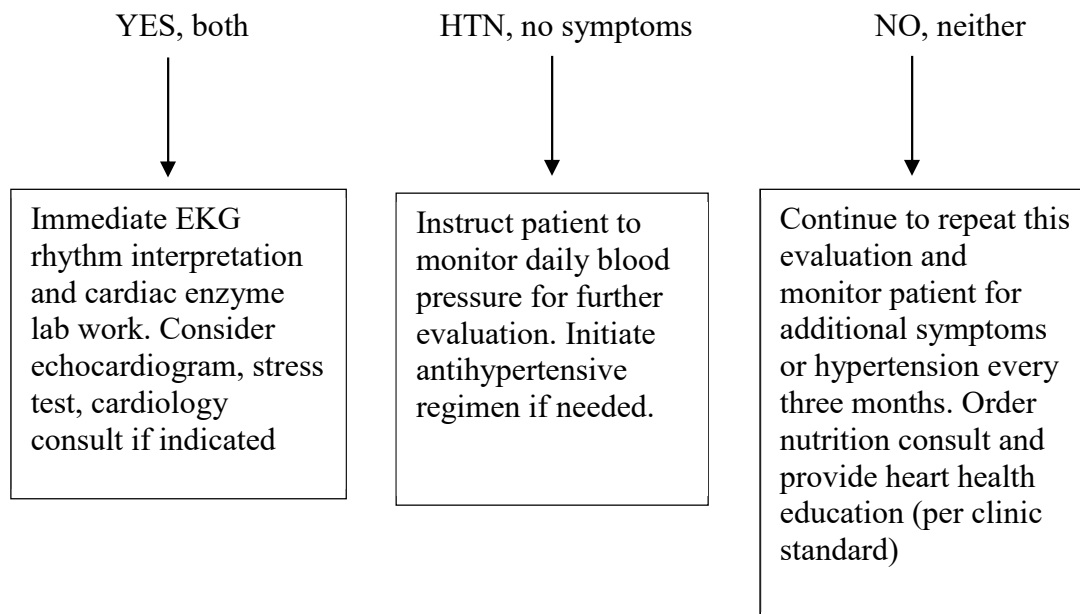 YES, both
HTN, no symptoms
NO, neither
Immediate EKG
rhythm interpretation
and cardiac enzyme
lab work. Consider
echocardiogram, stress
test, cardiology
consult if indicated
Instruct patient to
monitor daily blood
pressure for further
evaluation. Initiate
antihypertensive
regimen if needed.
Continue to repeat this
evaluation and
monitor patient for
additional symptoms
or hypertension every
three months. Order
nutrition consult and
provide heart health
education (per clinic
standard)